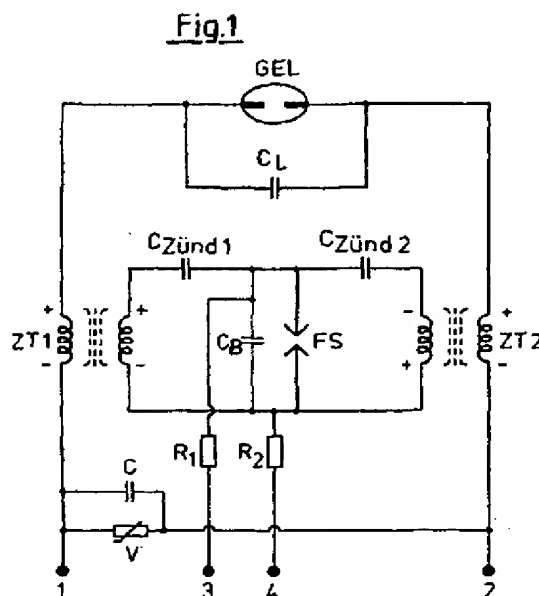 Fig.1
GEL
CL
CZünd 1
CZünd 2
+
+
-
+
ZT1
CB
FS
ZT2
-
-
+
-
R1
R2
C
V
1
3
4
2